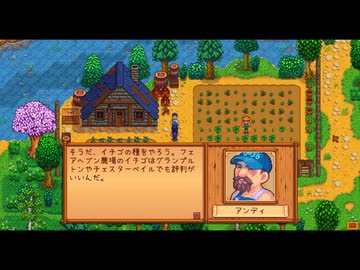 そうだ、イチゴの種をやろう。フェ
アヘブン農場のイチゴはグランプル
トンやチェスターベイルでも評判が
いいんだ。
アンディ